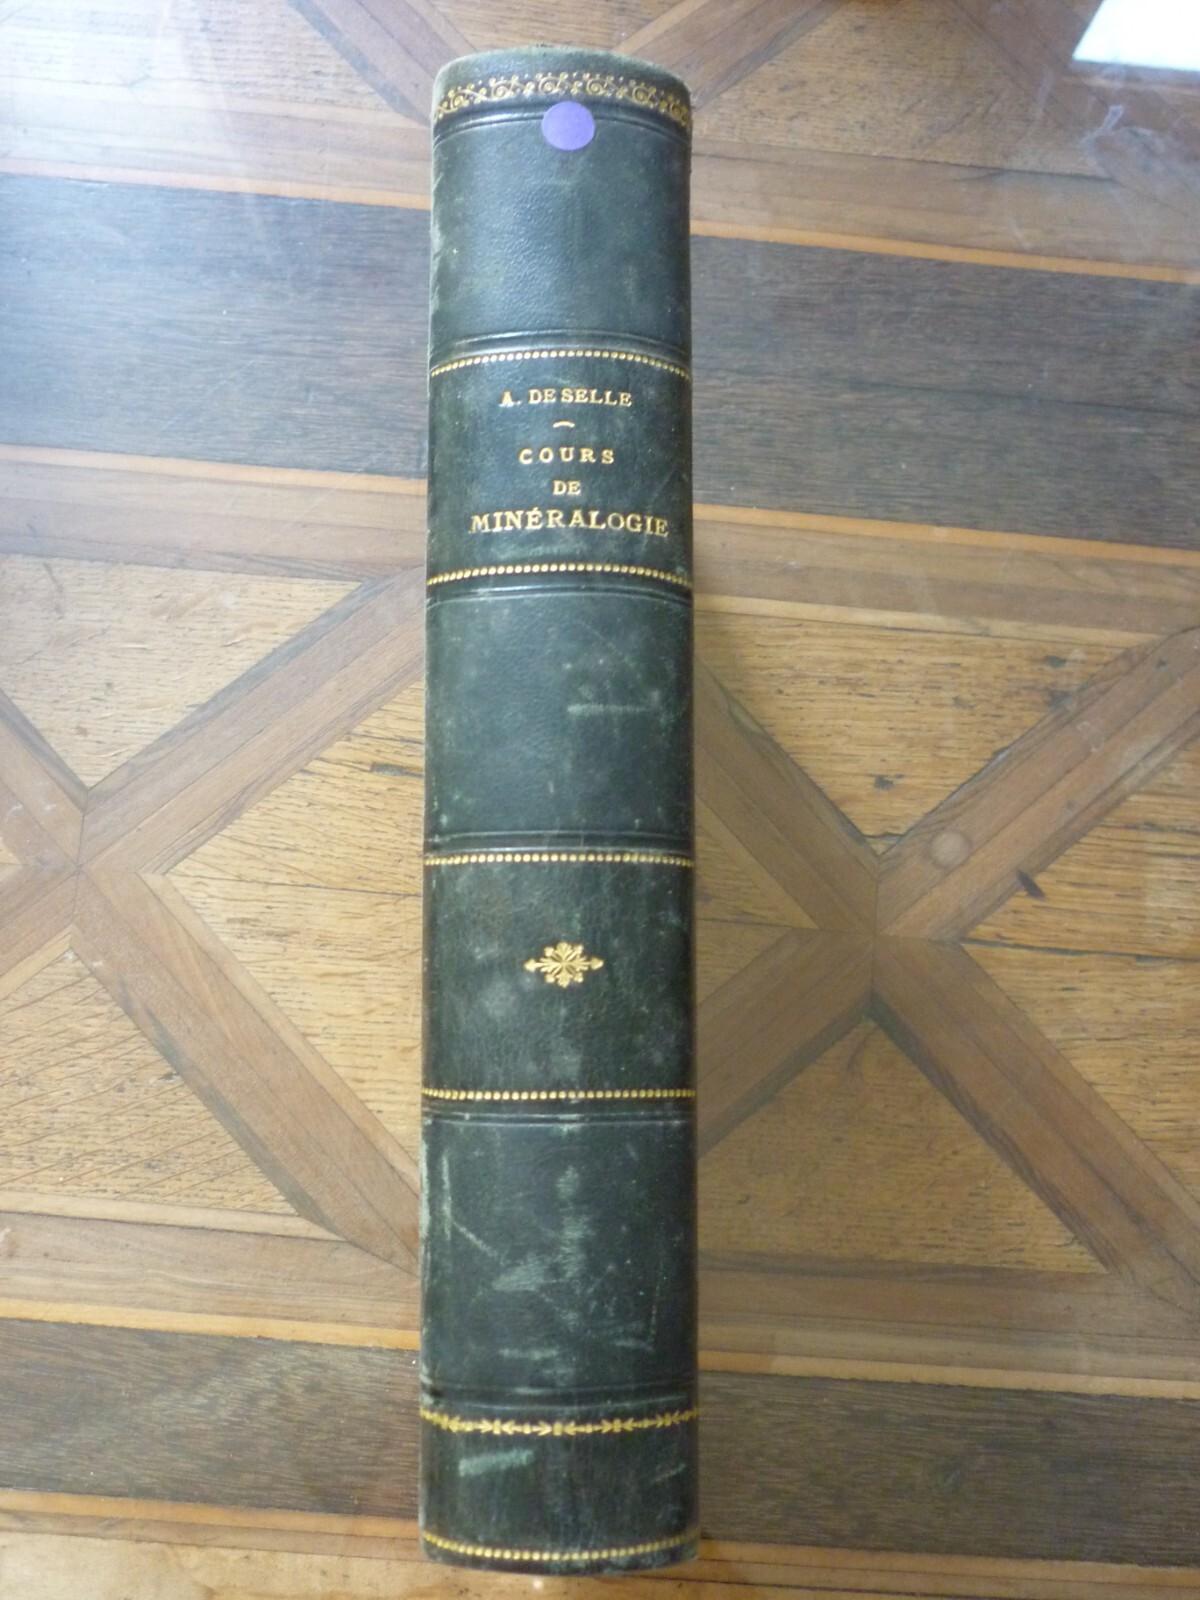 A. DE SELLE
COURS
DE
MINÉRALOGIE